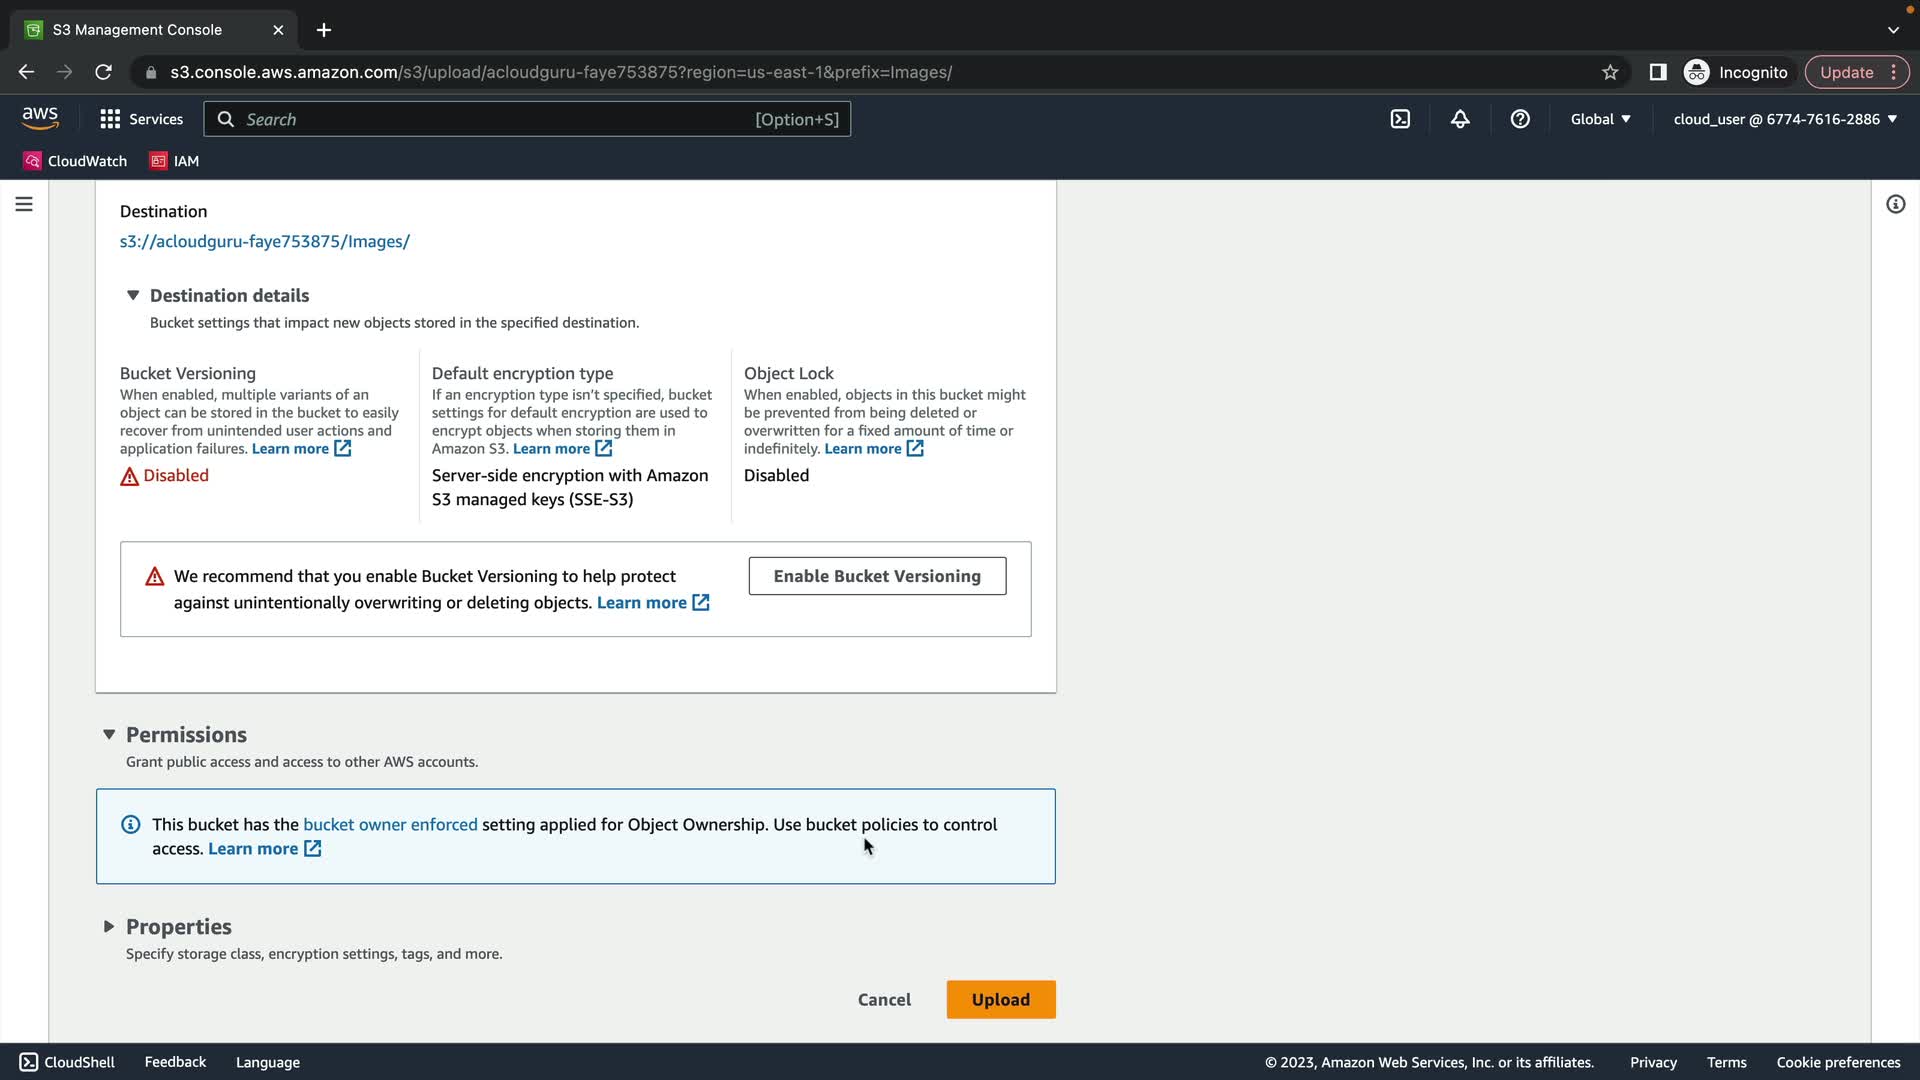 S3 Management Console
s3.console.aws.amazon.com/s3/upload/acloudguru-faye753875?region=us-east-1&prefix=Images/
Incognito
Update
aws
Services
Search
[Option+S]
Global
cloud_user @ 6774-7616-2886
CloudWatch
IAM
Destination
s3://acloudguru-faye753875/Images/
Destination details
Bucket settings that impact new objects stored in the specified destination.
Bucket Versioning
When enabled, multiple variants of an
object can be stored in the bucket to easily
recover from unintended user actions and
application failures. Learn more
Disabled
Default encryption type
If an encryption type isn't specified, bucket
settings for default encryption are used to
encrypt objects when storing them in
Amazon S3. Learn more
Server-side encryption with Amazon
S3 managed keys (SSE-S3)
Object Lock
When enabled, objects in this bucket might
be prevented from being deleted or
overwritten for a fixed amount of time or
indefinitely. Learn more
Disabled
We recommend that you enable Bucket Versioning to help protect
against unintentionally overwriting or deleting objects. Learn more
Enable Bucket Versioning
Permissions
Grant public access and access to other AWS accounts.
This bucket has the bucket owner enforced setting applied for Object Ownership. Use bucket policies to control
access. Learn more
Properties
Specify storage class, encryption settings, tags, and more.
Cancel
Upload
CloudShell
Feedback
Language
© 2023, Amazon Web Services, Inc. or its affiliates.
Privacy
Terms
Cookie preferences